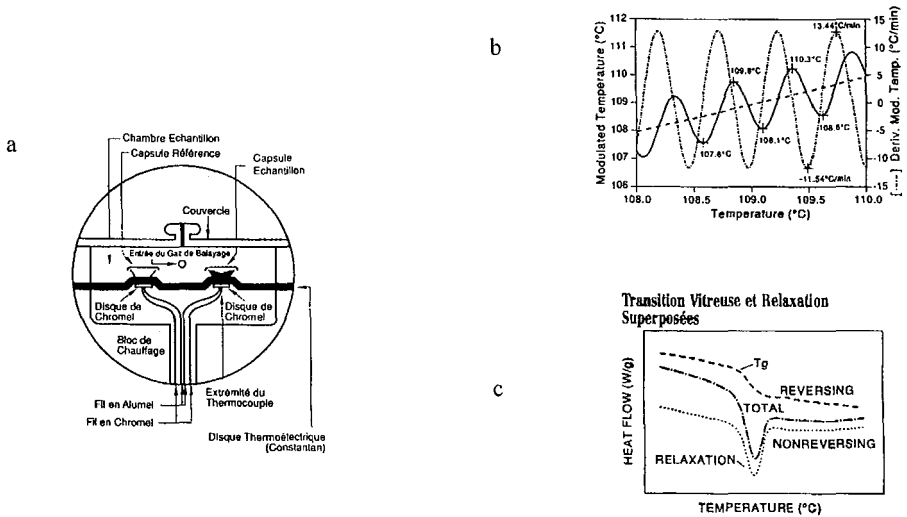 a
Chambre Echantillon
Capsule Référence
Capsule
Echantillon
Couvercle
Entrée du Gaz de Balayage
Disque de
Chromel
Disque de
Chromel
Bloc de
Chauffage
Extrémité du
Thermocouple
Fil en Alumel
Fil en Chromel
Disque Thermoélectrique
(Constantan)
b
Modulated Temperature (°C)
112
111
110
109
108
107
106
108.0
108.5
109.0
109.5
110.0
Temperature (°C)
15
10
5
0
-5
-10
-15
[----] Deriv. Mod. Temp. (°C/min)
13.44°C/min
109.8°C
110.3°C
107.6°C
108.1°C
108.6°C
-11.54°C/min
c
Transition Vitreuse et Relaxation
Superposées
HEAT FLOW (W/g)
Tg
REVERSING
TOTAL
NONREVERSING
RELAXATION
TEMPERATURE (°C)